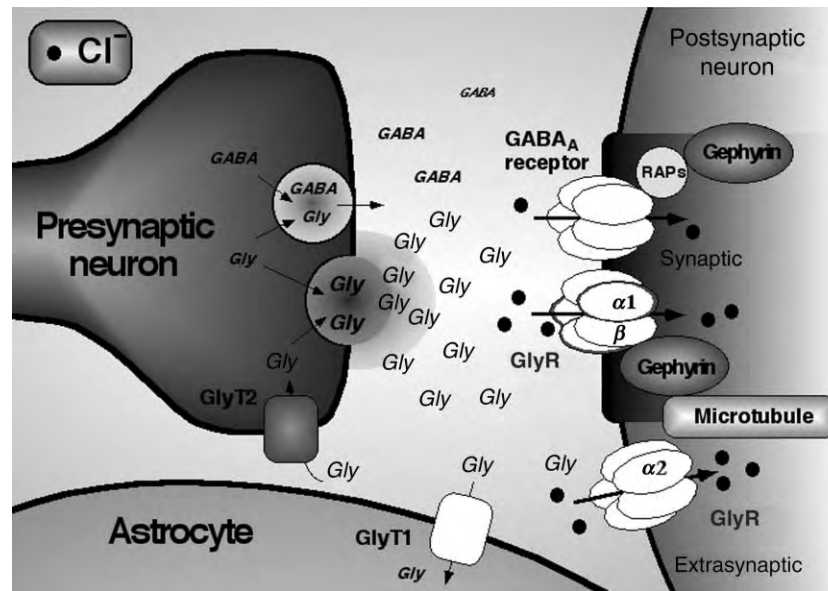 Cl⁻
Postsynaptic
neuron
GABA
GABA
GABA_A
receptor
Gephyrin
RAPs
GABA
GABA
GABA
Gly
Gly
Presynaptic
neuron
Gly
Gly
Gly
Gly
Gly
Synaptic
Gly
Gly
Gly
Gly
Gly
Gly
α1
β
GlyR
Gly
Gly
Gly
Gephyrin
GlyT2
Gly
Gly
Microtubule
Gly
Gly
Gly
α2
GlyR
Astrocyte
GlyT1
Gly
Extrasynaptic